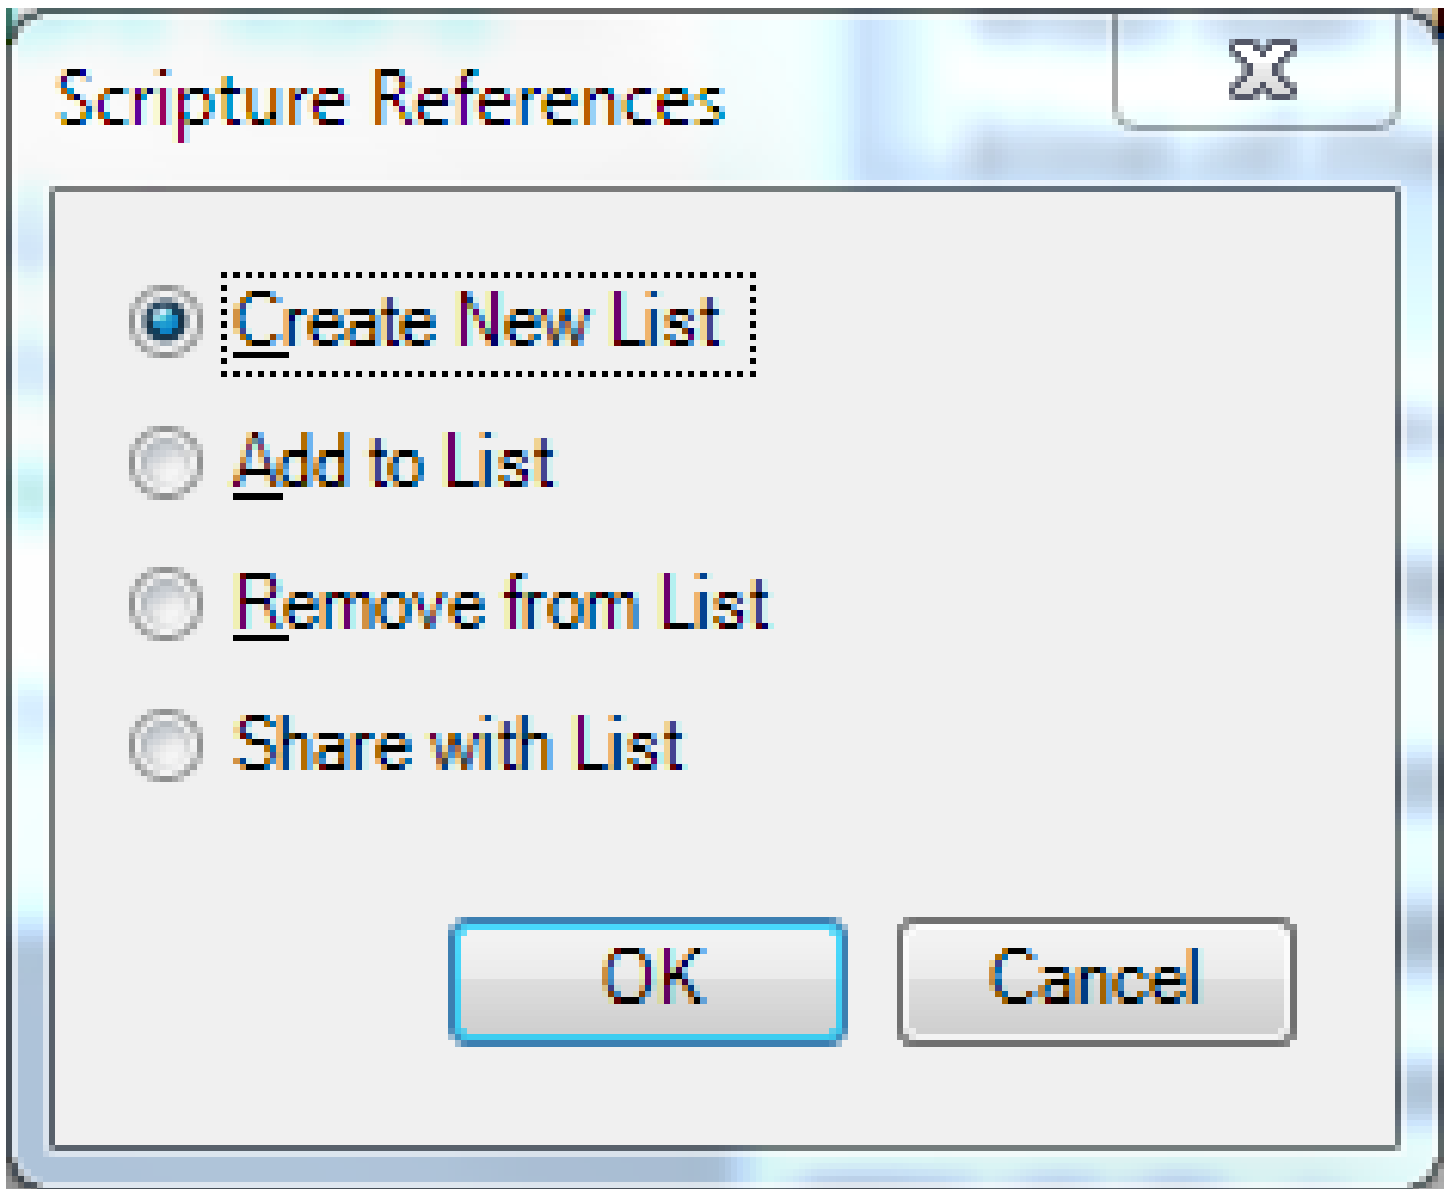 Scripture References
Create New List
Add to List
Remove from List
Share with List
OK
Cancel